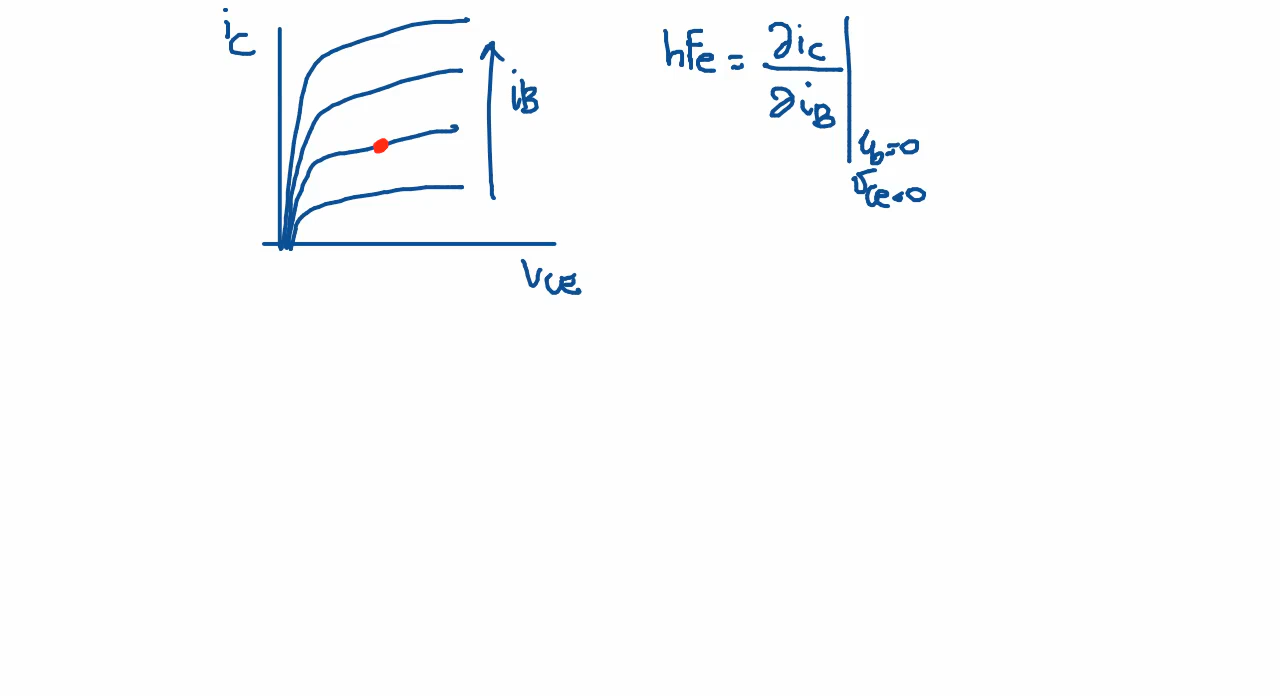 iC
iB
VCE
hFe = ∂iC / ∂iB |
ib=0
vce=0